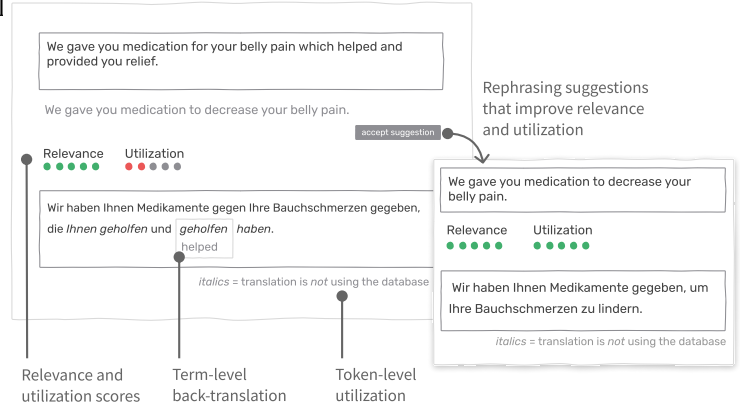 We gave you medication for your belly pain which helped and
provided you relief.
We gave you medication to decrease your belly pain.
accept suggestion
Relevance Utilization
Wir haben Ihnen Medikamente gegen Ihre Bauchschmerzen gegeben,
die Ihnen geholfen und geholfen haben.
helped
italics = translation is not using the database
Relevance and
utilization scores
Term-level
back-translation
Token-level
utilization
Rephrasing suggestions
that improve relevance
and utilization
We gave you medication to decrease your
belly pain.
Relevance Utilization
Wir haben Ihnen Medikamente gegeben, um
Ihre Bauchschmerzen zu lindern.
italics = translation is not using the database